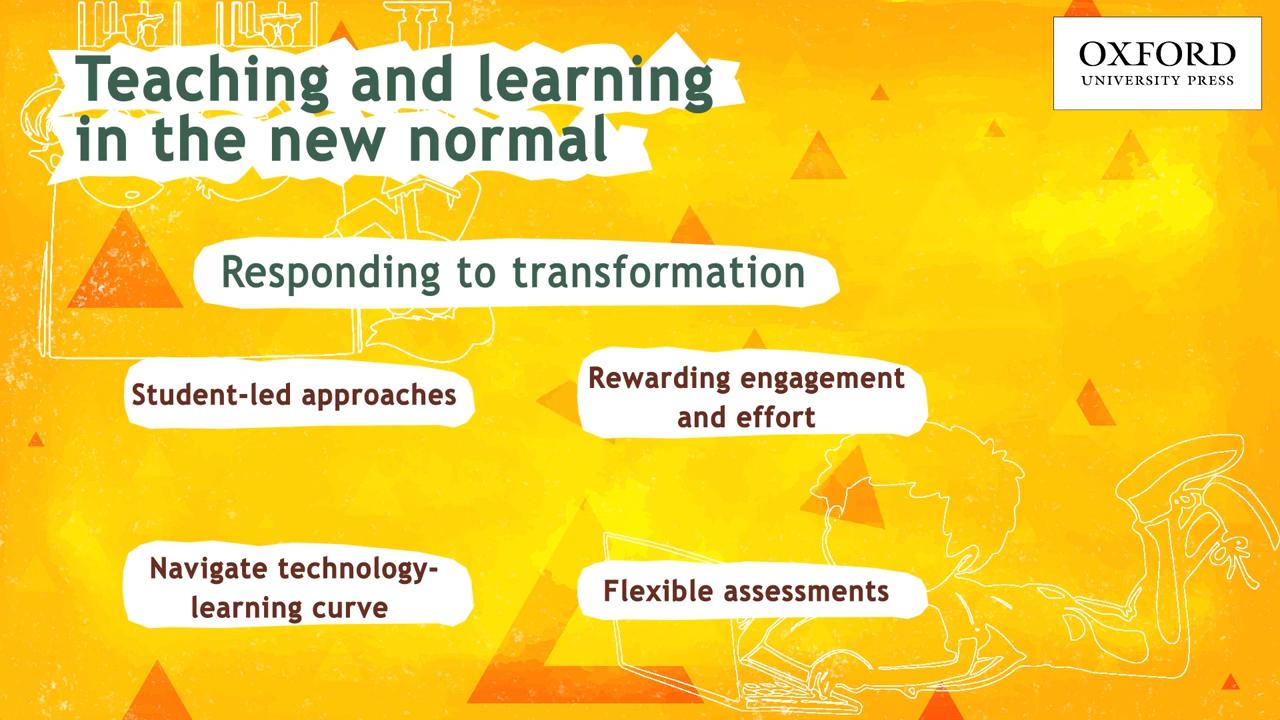 Teaching and learning
in the new normal
OXFORD
UNIVERSITY PRESS
Responding to transformation
Student-led approaches
Rewarding engagement
and effort
Navigate technology-
learning curve
Flexible assessments